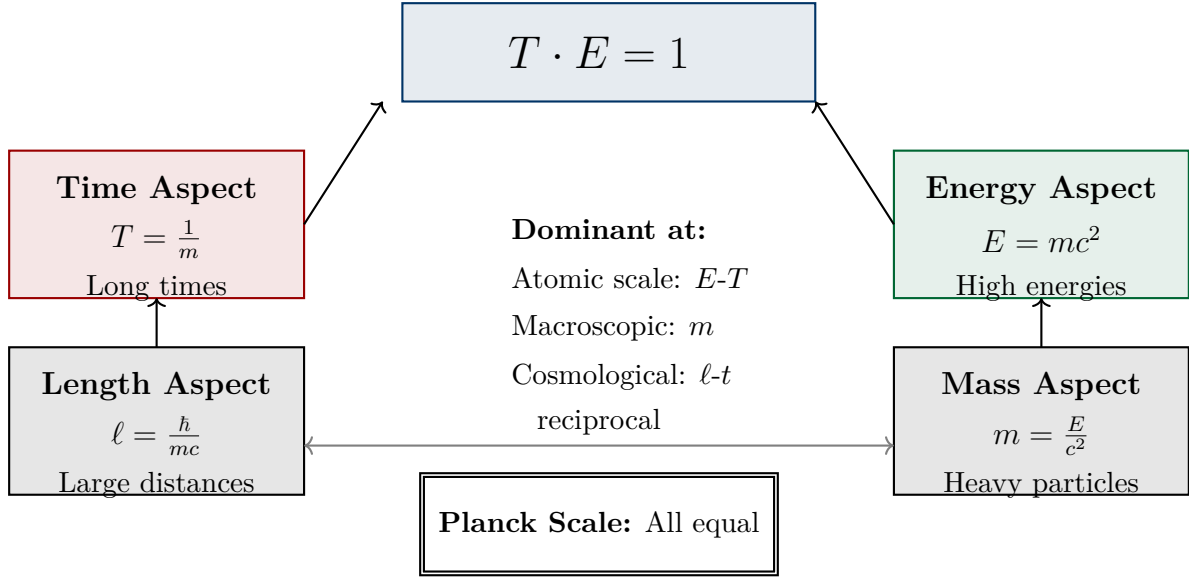 T · E = 1
Time Aspect
T = 1/m
Long times
Energy Aspect
E = mc²
High energies
Dominant at:
Atomic scale: E-T
Macroscopic: m
Cosmological: ℓ-t
reciprocal
Length Aspect
ℓ = ℏ/mc
Large distances
Mass Aspect
m = E/c²
Heavy particles
Planck Scale: All equal